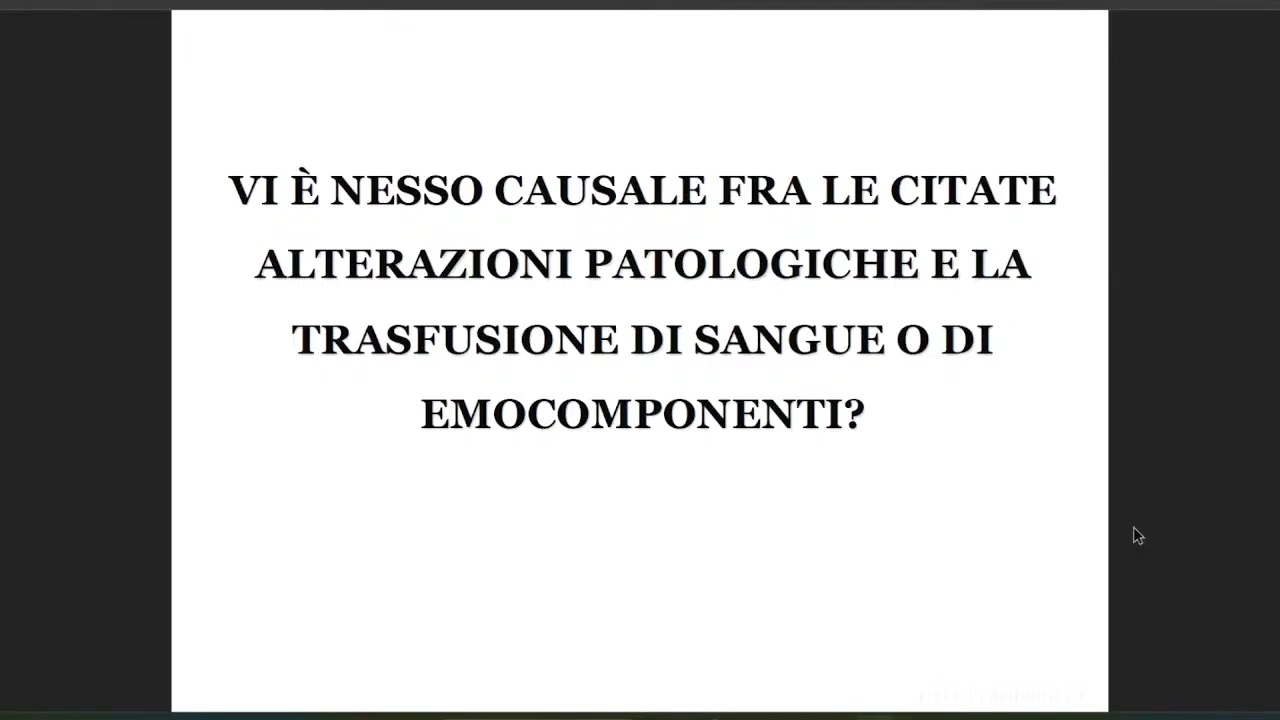 VI È NESSO CAUSALE FRA LE CITATE
ALTERAZIONI PATOLOGICHE E LA
TRASFUSIONE DI SANGUE O DI
EMOCOMPONENTI?